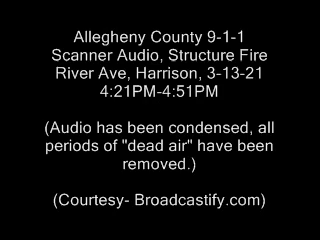 Allegheny County 9-1-1
Scanner Audio, Structure Fire
River Ave, Harrison, 3-13-21
4:21PM-4:51PM
(Audio has been condensed, all
periods of "dead air" have been
removed.)
(Courtesy- Broadcastify.com)